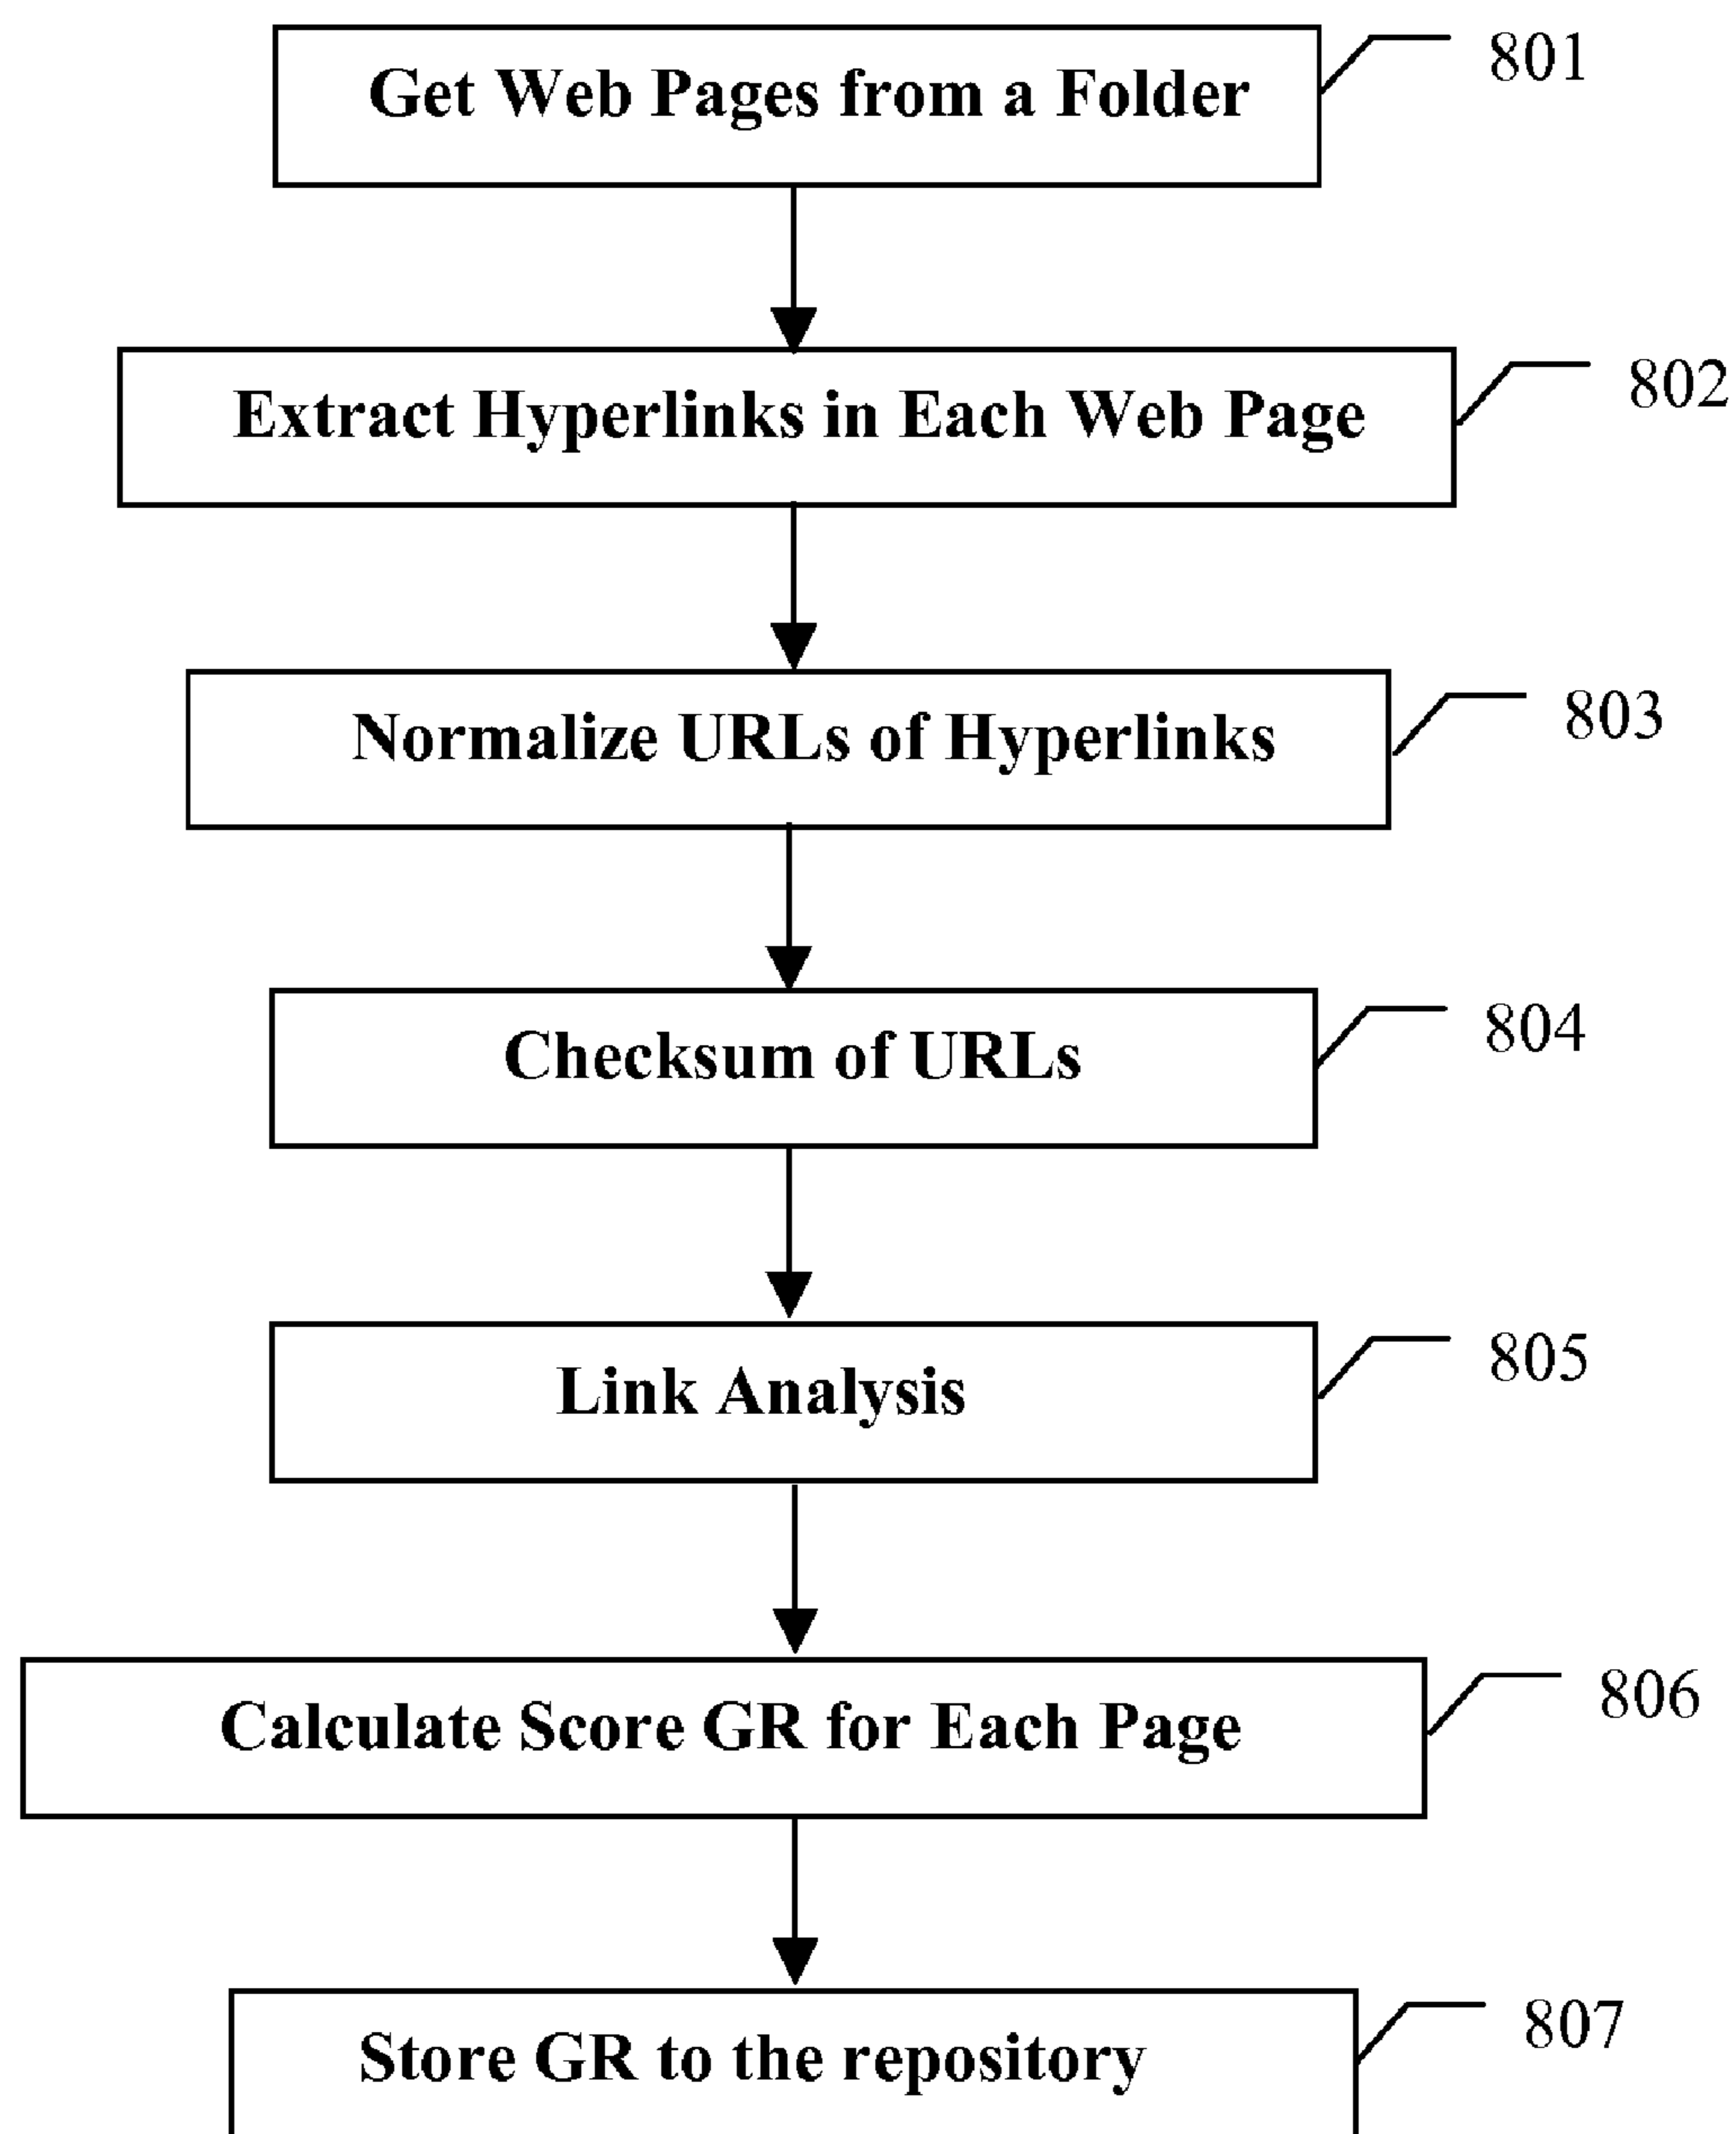 Get Web Pages from a Folder
801
Extract Hyperlinks in Each Web Page
802
Normalize URLs of Hyperlinks
803
Checksum of URLs
804
Link Analysis
805
Calculate Score GR for Each Page
806
Store GR to the repository
807